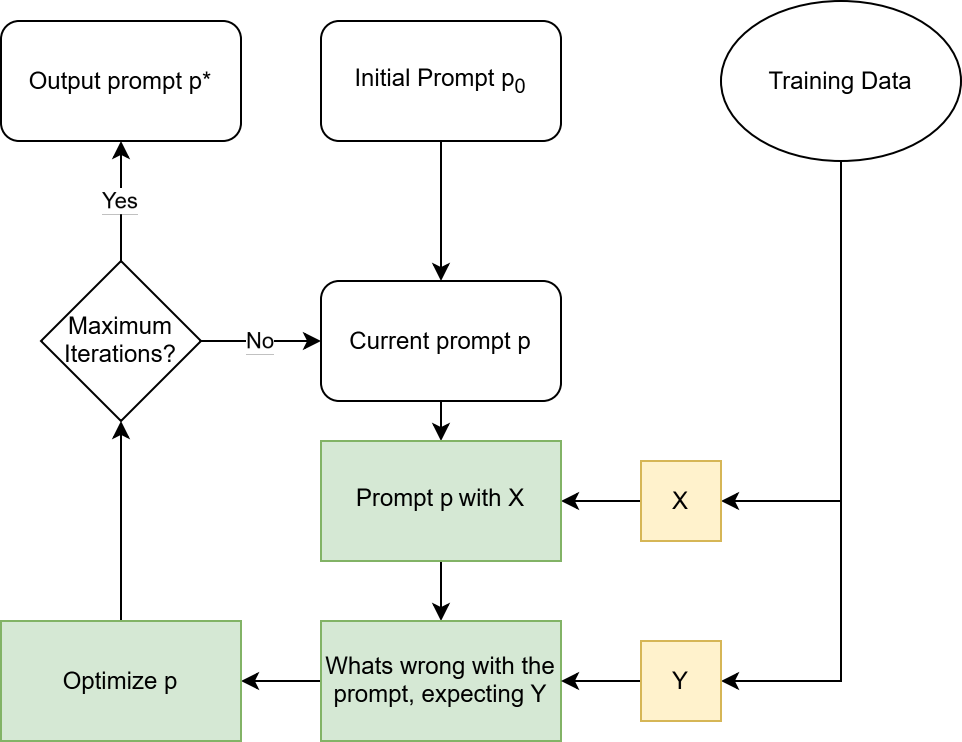 Output prompt p*
Initial Prompt p₀
Training Data
Yes
Maximum
Iterations?
No
Current prompt p
Prompt p with X
X
Optimize p
Whats wrong with the
prompt, expecting Y
Y